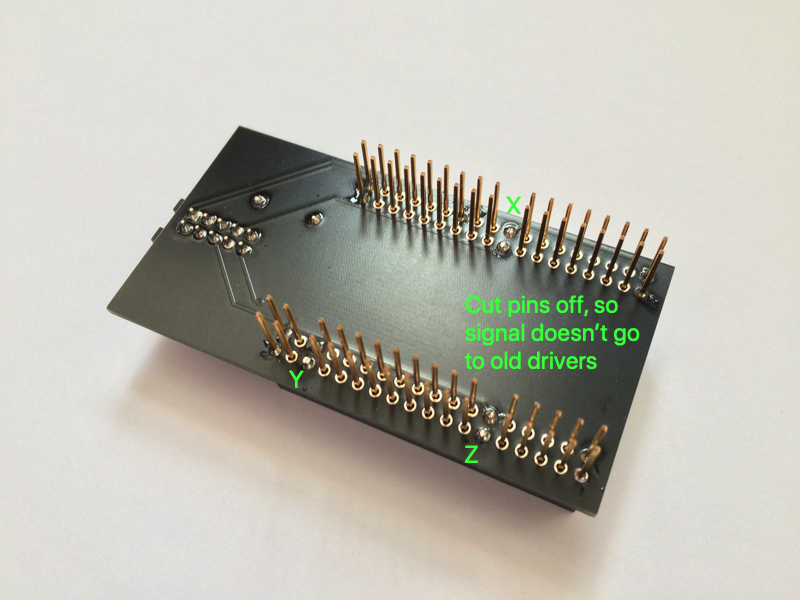 X
Cut pins off, so
signal doesn’t go
to old drivers
Y
Z